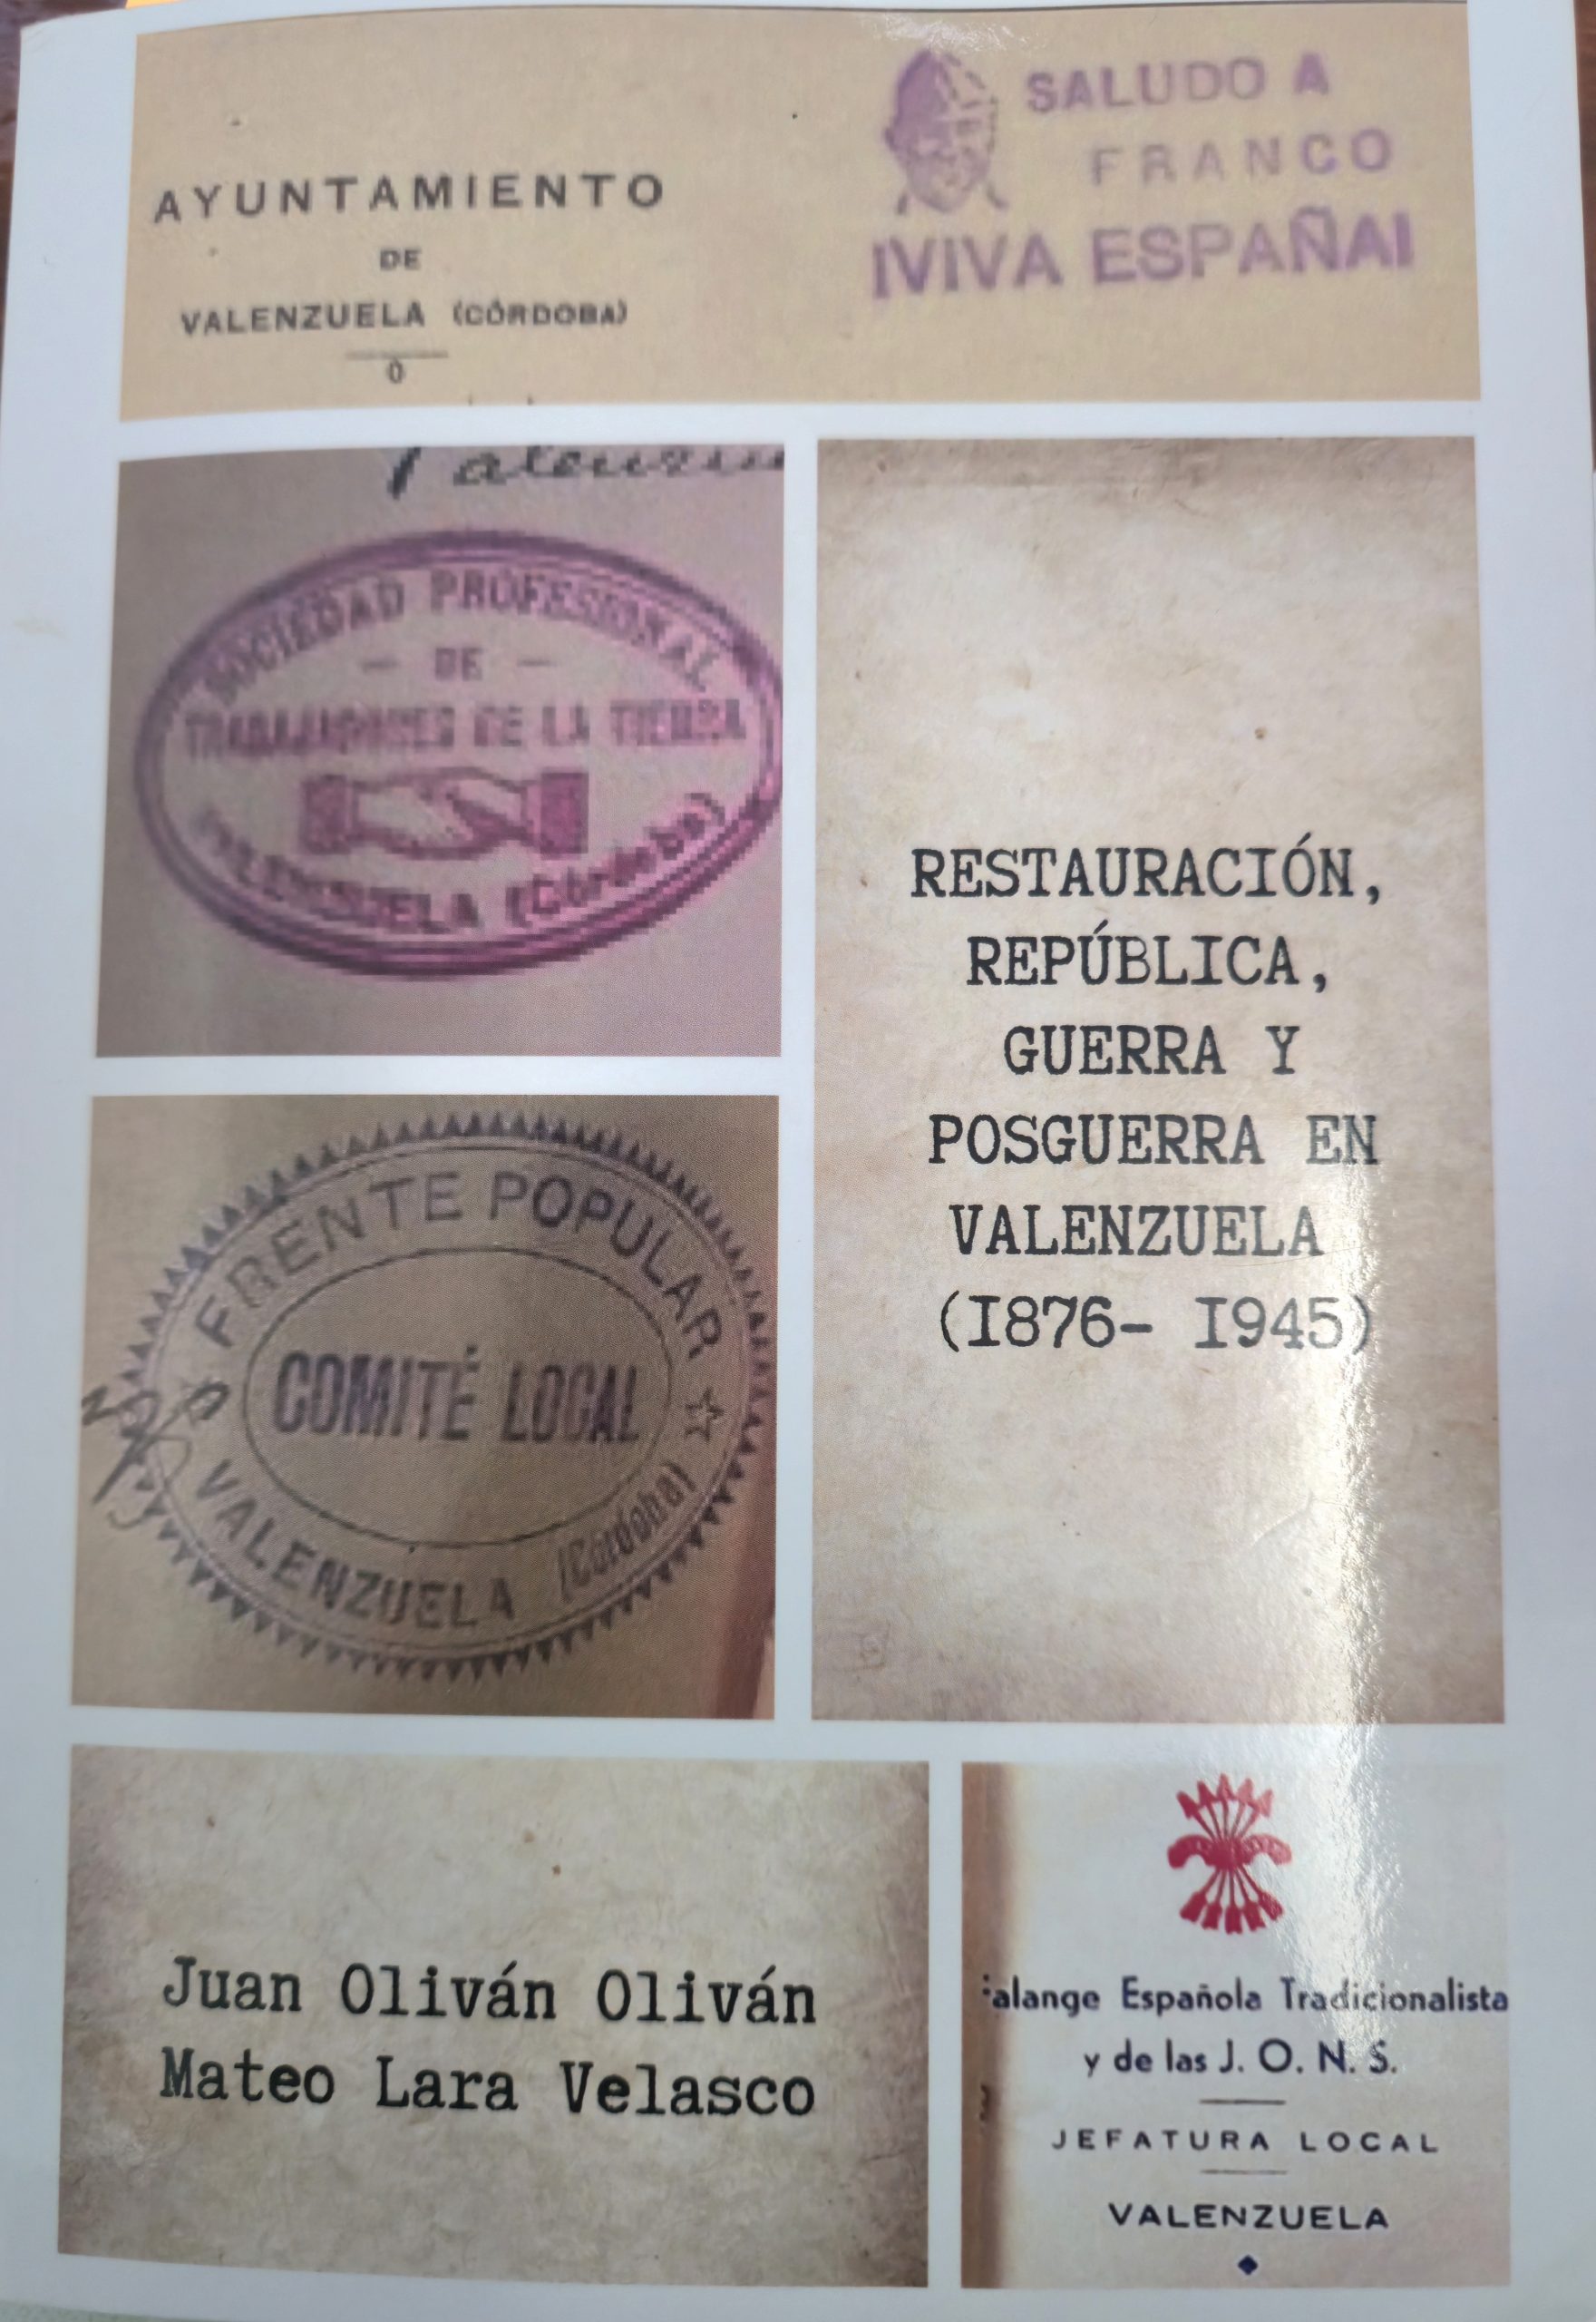 AYUNTAMIENTO
DE
VALENZUELA (CÓRDOBA)
SALUDO A
FRANCO
¡VIVA ESPAÑA!
SOCIEDAD PROFESIONAL
— DE —
TRABAJADORES DE LA TIERRA
VALENZUELA (Córdoba)
RESTAURACIÓN,
REPÚBLICA,
GUERRA Y
POSGUERRA EN
VALENZUELA
(1876- 1945)
FRENTE POPULAR
COMITÉ LOCAL
VALENZUELA (Córdoba)
Juan Oliván Oliván
Mateo Lara Velasco
alange Española Tradicionalista
y de las J. O. N. S.
JEFATURA LOCAL
VALENZUELA